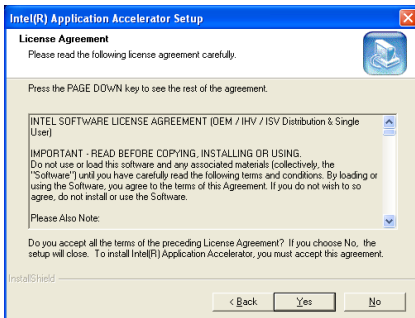 Intel(R) Application Accelerator Setup
License Agreement
Please read the following license agreement carefully.
Press the PAGE DOWN key to see the rest of the agreement.
INTEL SOFTWARE LICENSE AGREEMENT (OEM / IHV / ISV Distribution & Single
User)
IMPORTANT - READ BEFORE COPYING, INSTALLING OR USING.
Do not use or load this software and any associated materials (collectively, the
"Software") until you have carefully read the following terms and conditions. By loading or
using the Software, you agree to the terms of this Agreement. If you do not wish to so
agree, do not install or use the Software.
Please Also Note:
Do you accept all the terms of the preceding License Agreement? If you choose No, the
setup will close. To install Intel(R) Application Accelerator, you must accept this agreement.
InstallShield
< Back Yes No